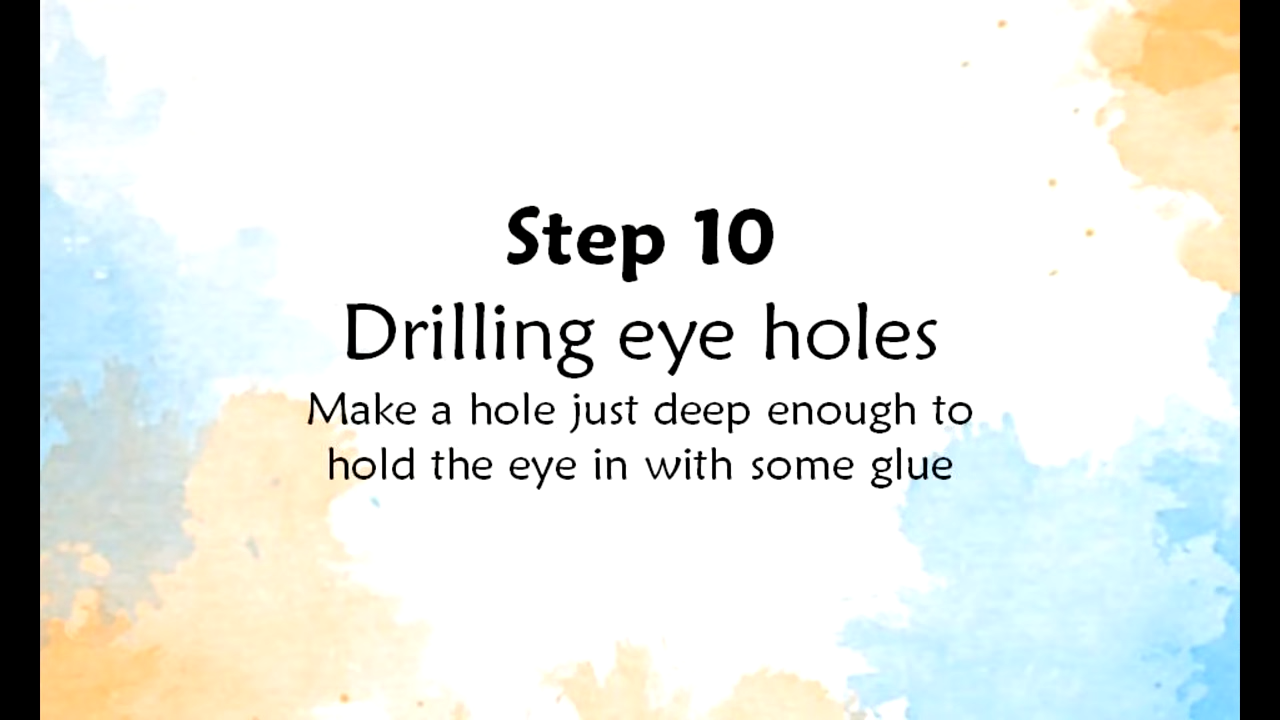 Step 10
Drilling eye holes
Make a hole just deep enough to
hold the eye in with some glue